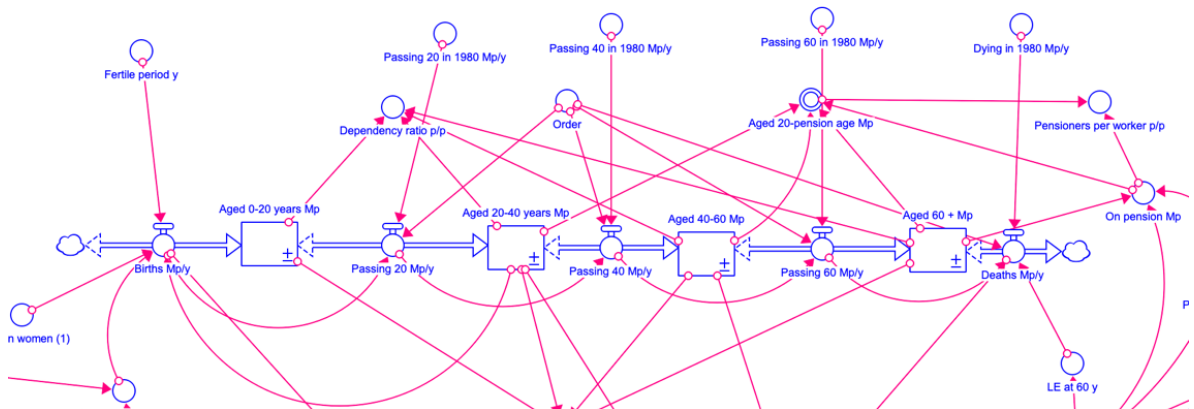 Passing 20 in 1980 Mp/y
Passing 40 in 1980 Mp/y
Passing 60 in 1980 Mp/y
Dying in 1980 Mp/y
Fertile period y
Dependency ratio p/p
Order
Aged 20-pension age Mp
Pensioners per worker p/p
Aged 0-20 years Mp
Aged 20-40 years Mp
Aged 40-60 Mp
Aged 60 + Mp
On pension Mp
Births Mp/y
Passing 20 Mp/y
Passing 40 Mp/y
Passing 60 Mp/y
Deaths Mp/y
n women (1)
P
LE at 60 y